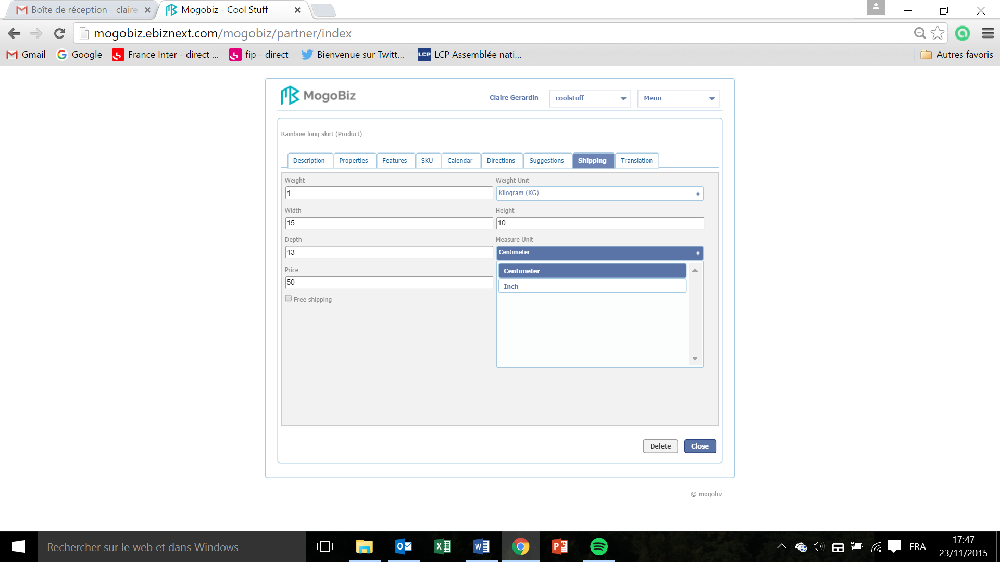 Boîte de réception - claire
Mogobiz - Cool Stuff
mogobiz.ebiznext.com/mogobiz/partner/index
Gmail
Google
France Inter - direct ...
fip - direct
Bienvenue sur Twitt...
LCP
LCP Assemblée nati...
Autres favoris
MogoBiz
Claire Gerardin
coolstuff
Menu
Rainbow long skirt (Product)
Description
Properties
Features
SKU
Calendar
Directions
Suggestions
Shipping
Translation
Weight
Weight Unit
1
Kilogram (KG)
Width
Height
15
10
Depth
Measure Unit
13
Centimeter
Price
Centimeter
50
Inch
Free shipping
Delete
Close
© mogobiz
Rechercher sur le web et dans Windows
FRA
17:47
23/11/2015